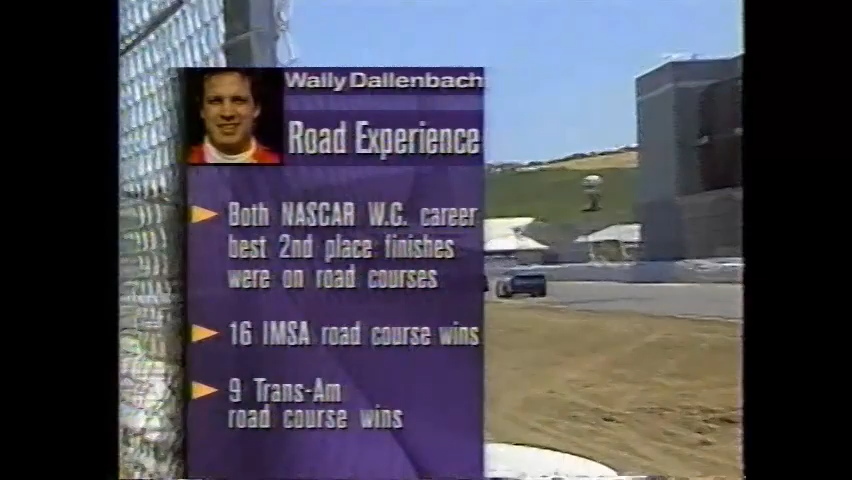 Wally Dallenbach
Road Experience
Both NASCAR W.C. career
best 2nd place finishes
were on road courses
16 IMSA road course wins
9 Trans-Am
road course wins